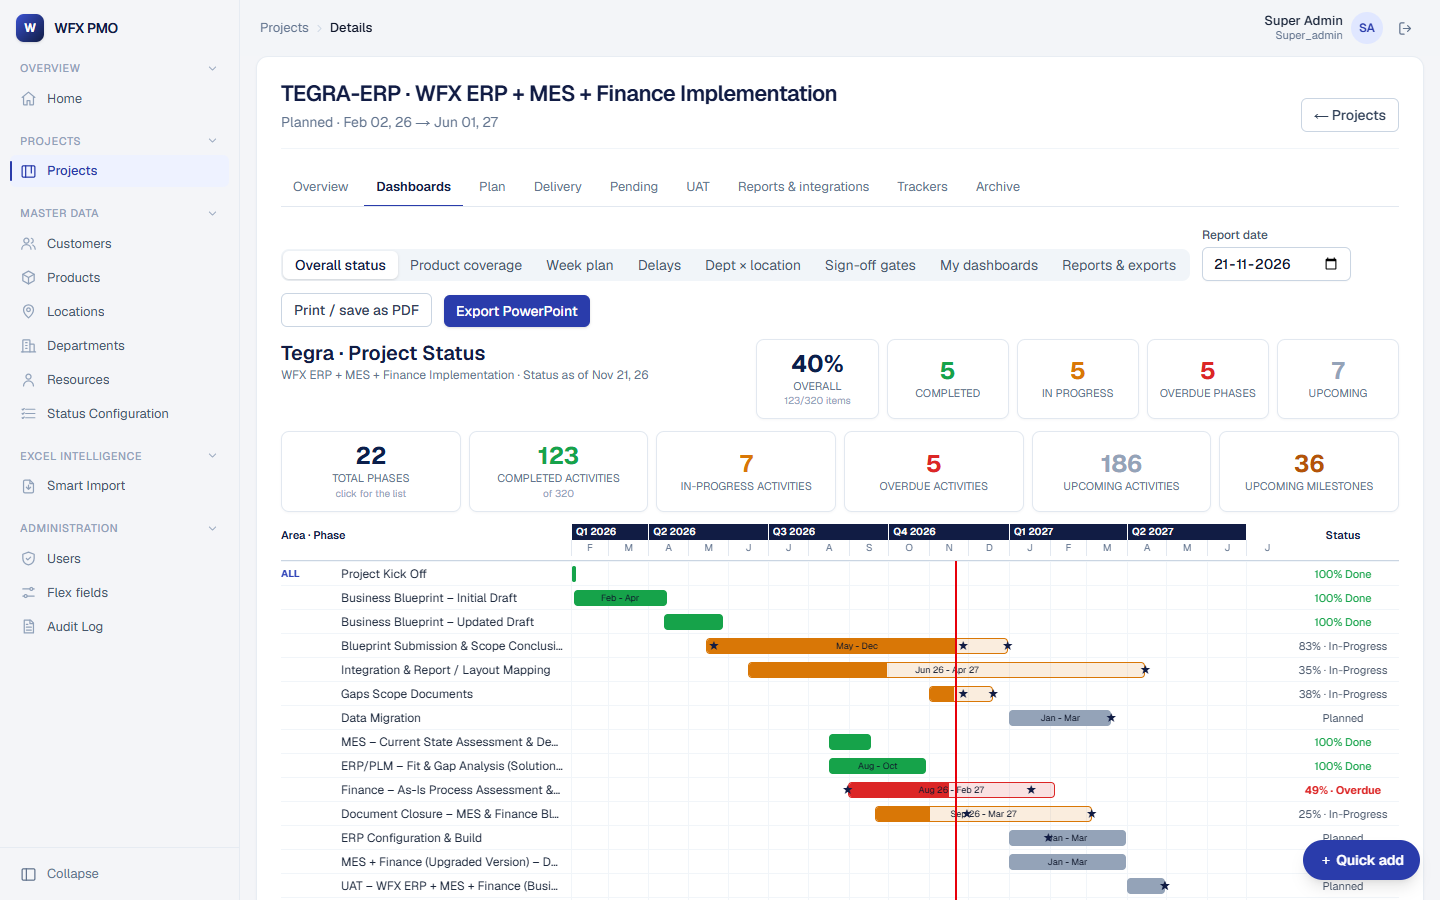 W WFX PMO
OVERVIEW
Home
PROJECTS
Projects
MASTER DATA
Customers
Products
Locations
Departments
Resources
Status Configuration
EXCEL INTELLIGENCE
Smart Import
ADMINISTRATION
Users
Flex fields
Audit Log
Collapse
Projects › Details
Super Admin
Super_admin
SA
TEGRA-ERP · WFX ERP + MES + Finance Implementation
Planned · Feb 02, 26 → Jun 01, 27
← Projects
Overview Dashboards Plan Delivery Pending UAT Reports & integrations Trackers Archive
Report date
Overall status Product coverage Week plan Delays Dept × location Sign-off gates My dashboards Reports & exports 21-11-2026
Print / save as PDF Export PowerPoint
Tegra · Project Status
WFX ERP + MES + Finance Implementation · Status as of Nov 21, 26
40% OVERALL 123/320 items
5 COMPLETED
5 IN PROGRESS
5 OVERDUE PHASES
7 UPCOMING
22 TOTAL PHASES click for the list
123 COMPLETED ACTIVITIES of 320
7 IN-PROGRESS ACTIVITIES
5 OVERDUE ACTIVITIES
186 UPCOMING ACTIVITIES
36 UPCOMING MILESTONES
Area · Phase Q1 2026 Q2 2026 Q3 2026 Q4 2026 Q1 2027 Q2 2027 Status
F M A M J J A S O N D J F M A M J J
ALL Project Kick Off 100% Done
Business Blueprint – Initial Draft Feb - Apr 100% Done
Business Blueprint – Updated Draft 100% Done
Blueprint Submission & Scope Conclusi... May - Dec 83% · In-Progress
Integration & Report / Layout Mapping Jun 26 - Apr 27 35% · In-Progress
Gaps Scope Documents 38% · In-Progress
Data Migration Jan - Mar Planned
MES – Current State Assessment & De... 100% Done
ERP/PLM – Fit & Gap Analysis (Solution... Aug - Oct 100% Done
Finance – As-Is Process Assessment &... Aug 26 - Feb 27 49% · Overdue
Document Closure – MES & Finance Bl... Sep 26 - Mar 27 25% · In-Progress
ERP Configuration & Build Jan - Mar Planned
MES + Finance (Upgraded Version) – D... Jan - Mar
UAT – WFX ERP + MES + Finance (Busi... Planned
+ Quick add